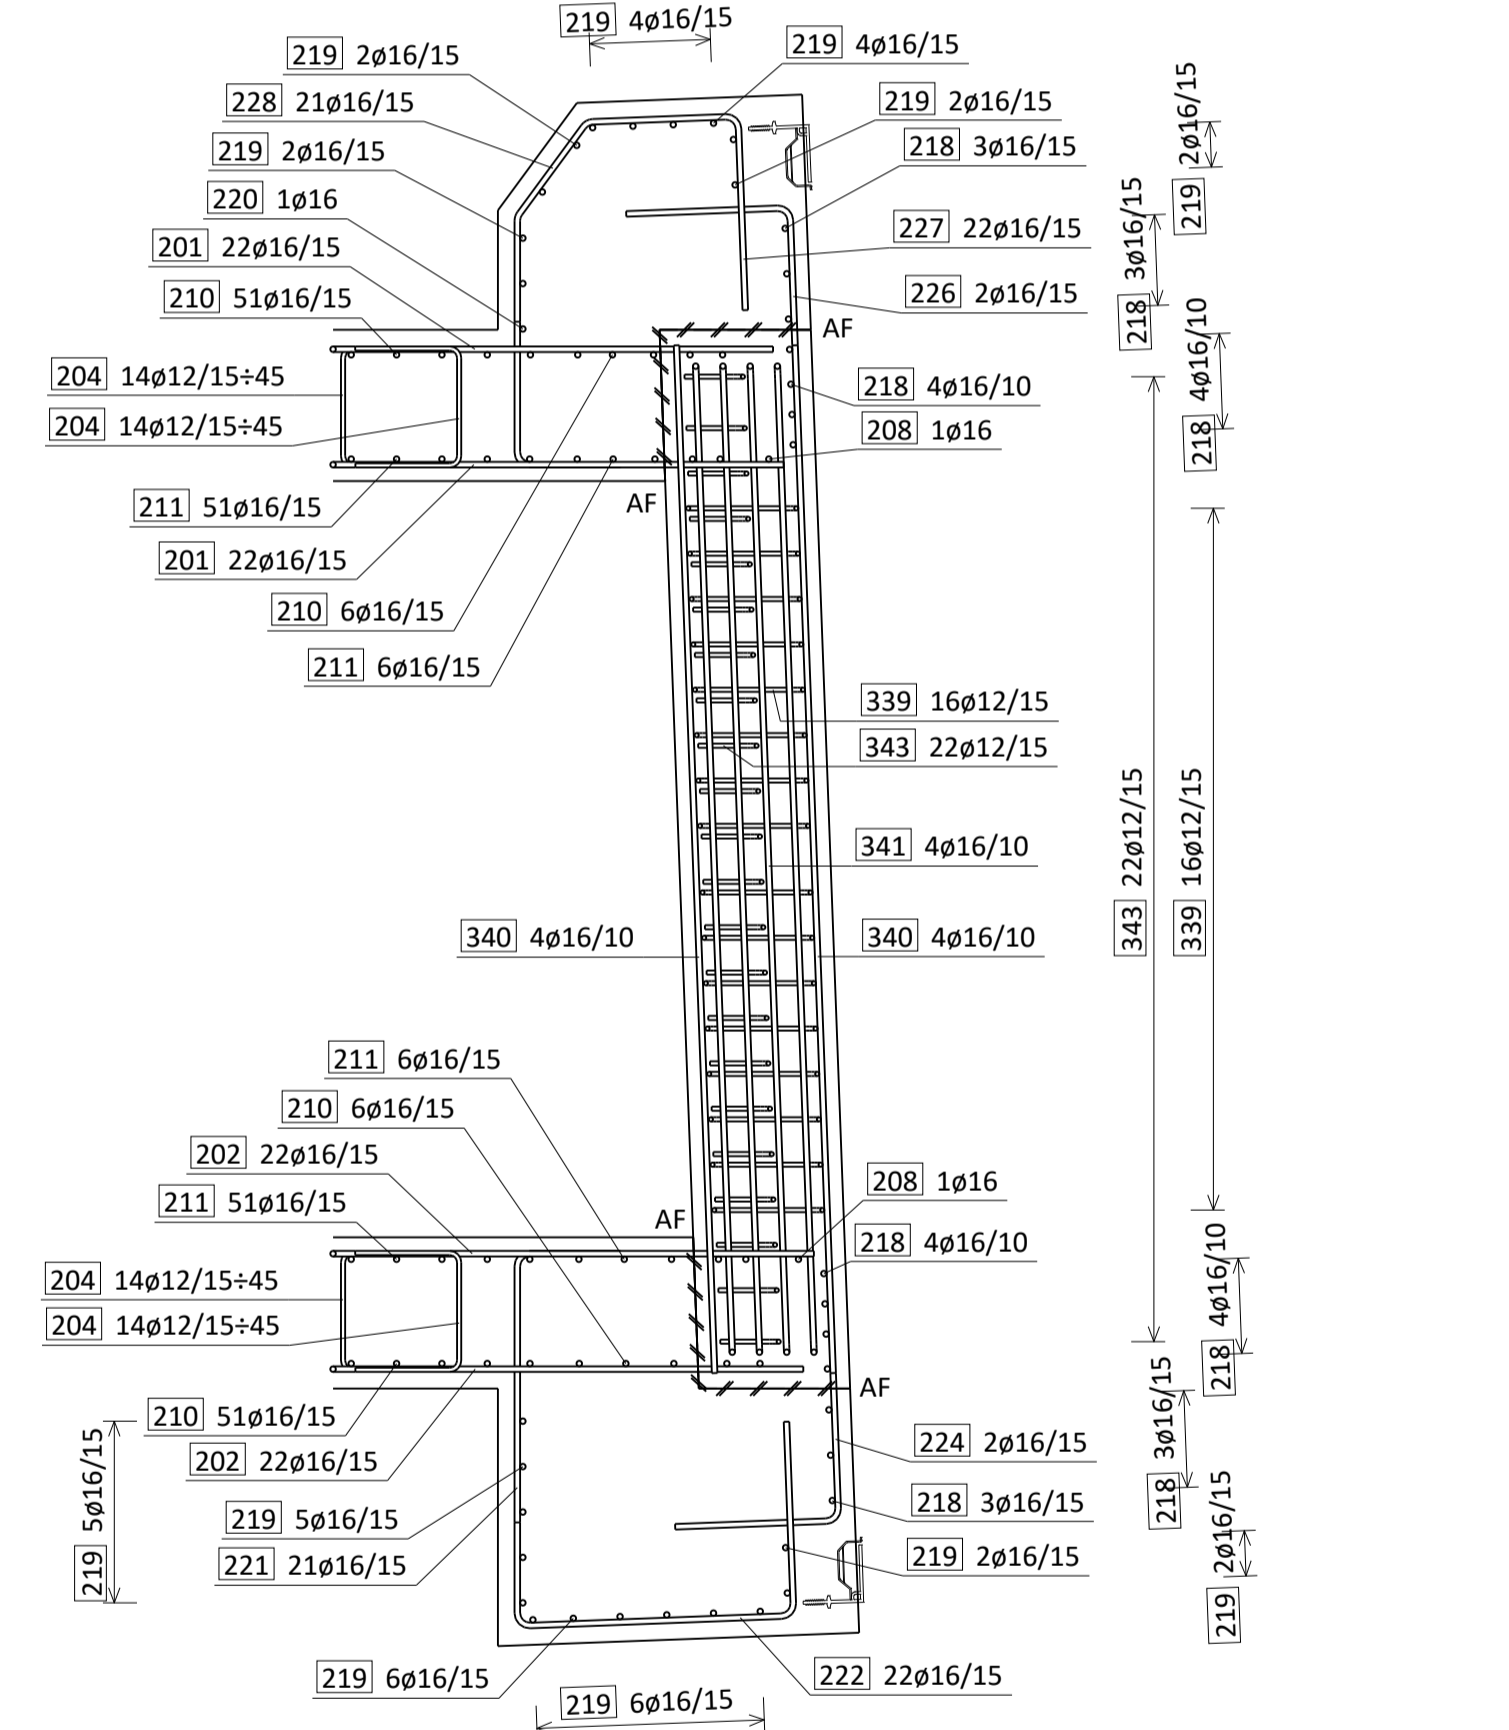 219 4ø16/15
219 4ø16/15
219 2ø16/15
228 21ø16/15
219 2ø16/15
219 2ø16/15
218 3ø16/15
220 1ø16
201 22ø16/15
227 22ø16/15
210 51ø16/15
226 2ø16/15
AF
204 14ø12/15÷45
218 4ø16/10
204 14ø12/15÷45
208 1ø16
AF
211 51ø16/15
201 22ø16/15
210 6ø16/15
211 6ø16/15
339 16ø12/15
343 22ø12/15
341 4ø16/10
340 4ø16/10
340 4ø16/10
211 6ø16/15
210 6ø16/15
202 22ø16/15
208 1ø16
211 51ø16/15
AF
218 4ø16/10
204 14ø12/15÷45
204 14ø12/15÷45
AF
210 51ø16/15
224 2ø16/15
202 22ø16/15
218 3ø16/15
219 5ø16/15
219 2ø16/15
221 21ø16/15
219 6ø16/15
222 22ø16/15
219 6ø16/15
219 5ø16/15
219 2ø16/15
218 3ø16/15
218 4ø16/10
343 22ø12/15
339 16ø12/15
218 4ø16/10
218 3ø16/15
219 2ø16/15